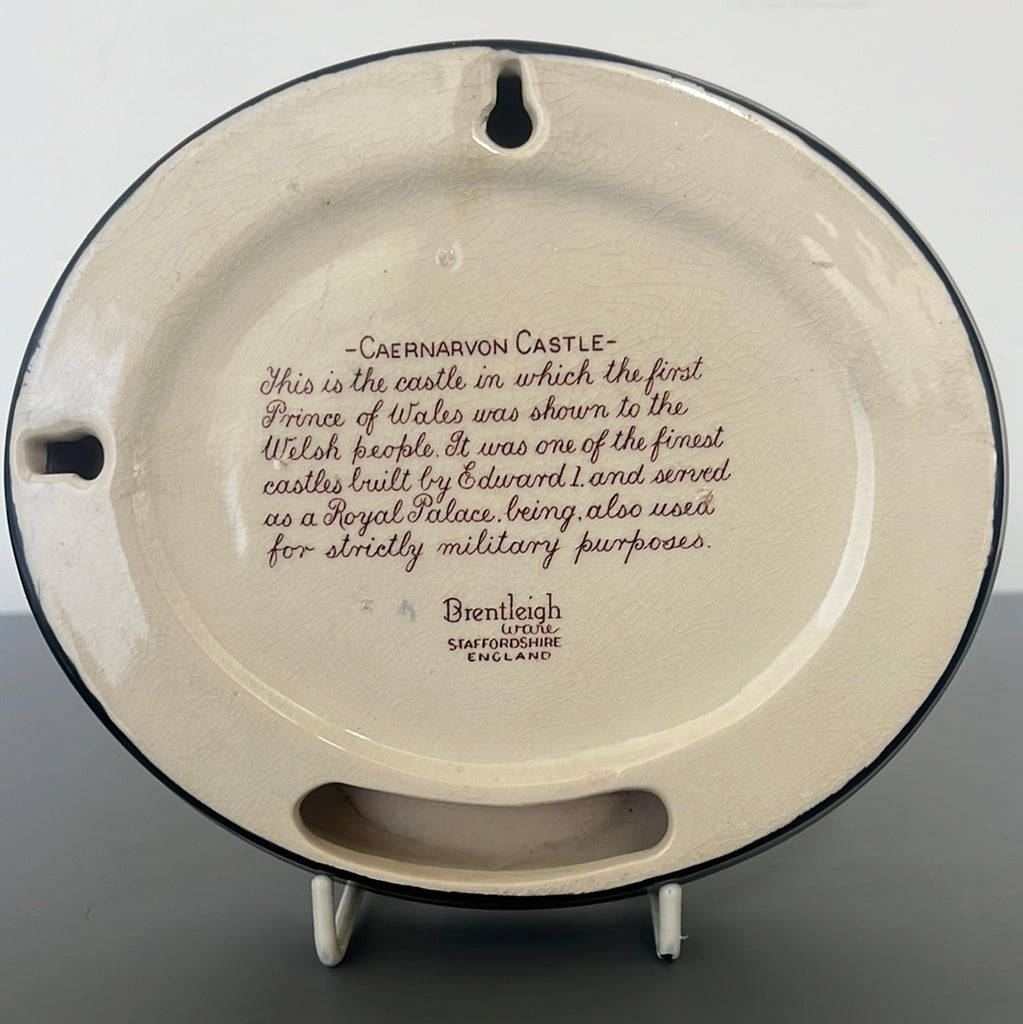 -CAERNARVON CASTLE-
This is the castle in which the first
Prince of Wales was shown to the
Welsh people. It was one of the finest
castles built by Edward I. and served
as a Royal Palace. being, also used
for strictly military purposes.
Brentleigh
ware
STAFFORDSHIRE
ENGLAND